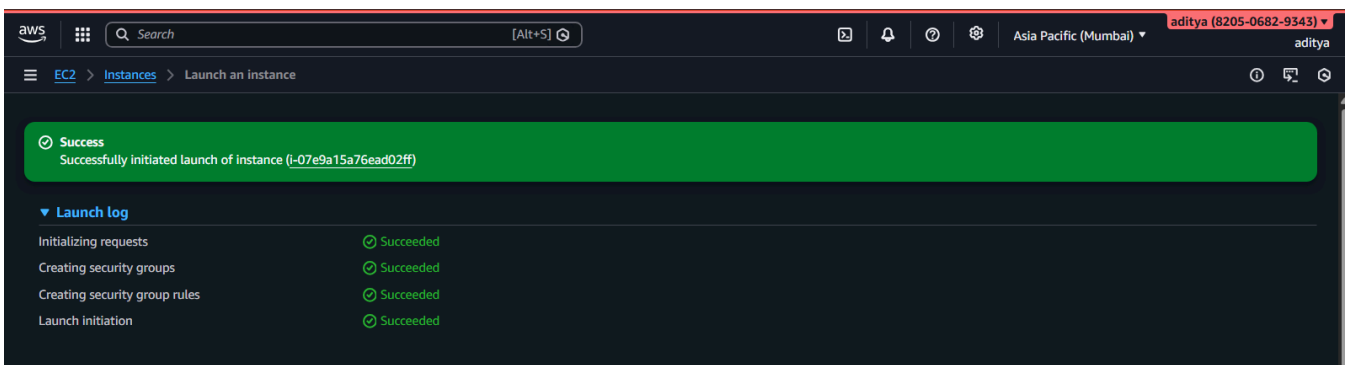 aws
Search
[Alt+S]
Asia Pacific (Mumbai)
aditya (8205-0682-9343)
aditya
EC2 > Instances > Launch an instance
Success
Successfully initiated launch of instance (i-07e9a15a76ead02ff)
Launch log
Initializing requests Succeeded
Creating security groups Succeeded
Creating security group rules Succeeded
Launch initiation Succeeded